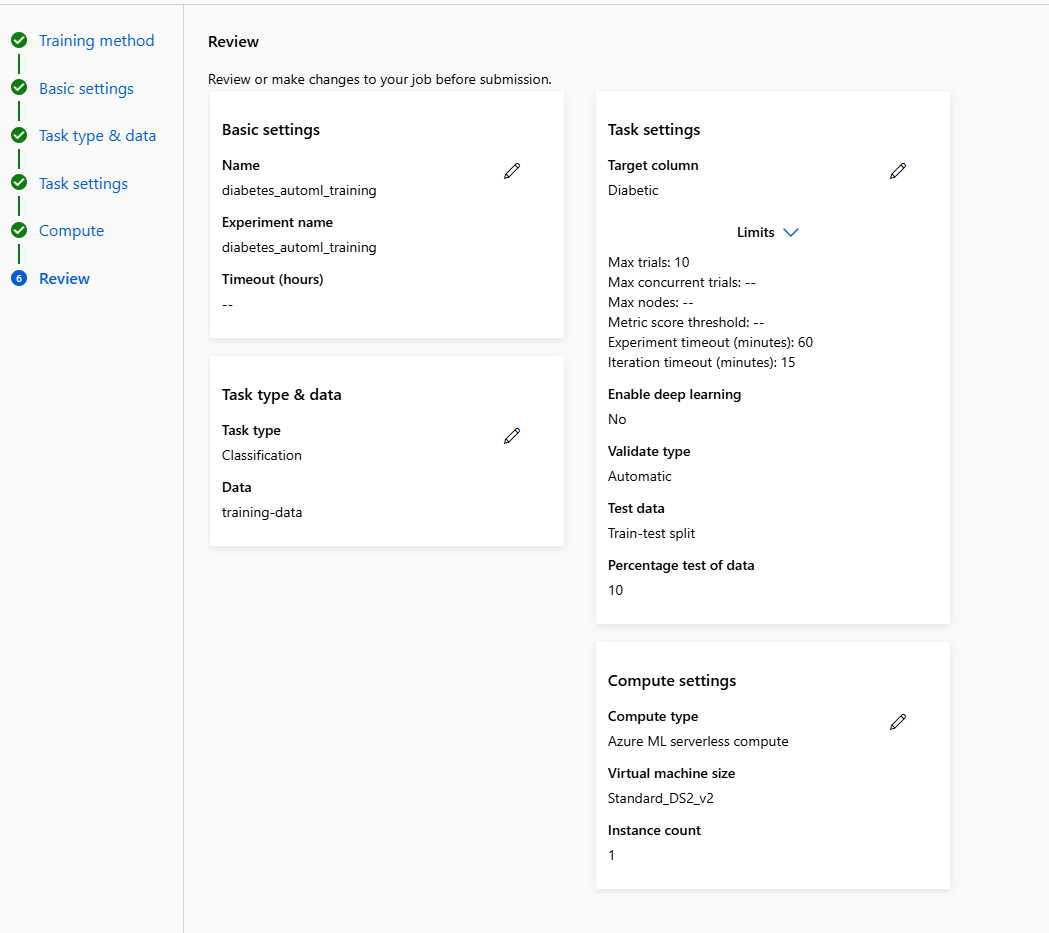 Training method
Basic settings
Task type & data
Task settings
Compute
6
Review
Review
Review or make changes to your job before submission.
Basic settings
Name
diabetes_automl_training
Experiment name
diabetes_automl_training
Timeout (hours)
--
Task type & data
Task type
Classification
Data
training-data
Task settings
Target column
Diabetic
Limits
Max trials: 10
Max concurrent trials: --
Max nodes: --
Metric score threshold: --
Experiment timeout (minutes): 60
Iteration timeout (minutes): 15
Enable deep learning
No
Validate type
Automatic
Test data
Train-test split
Percentage test of data
10
Compute settings
Compute type
Azure ML serverless compute
Virtual machine size
Standard_DS2_v2
Instance count
1